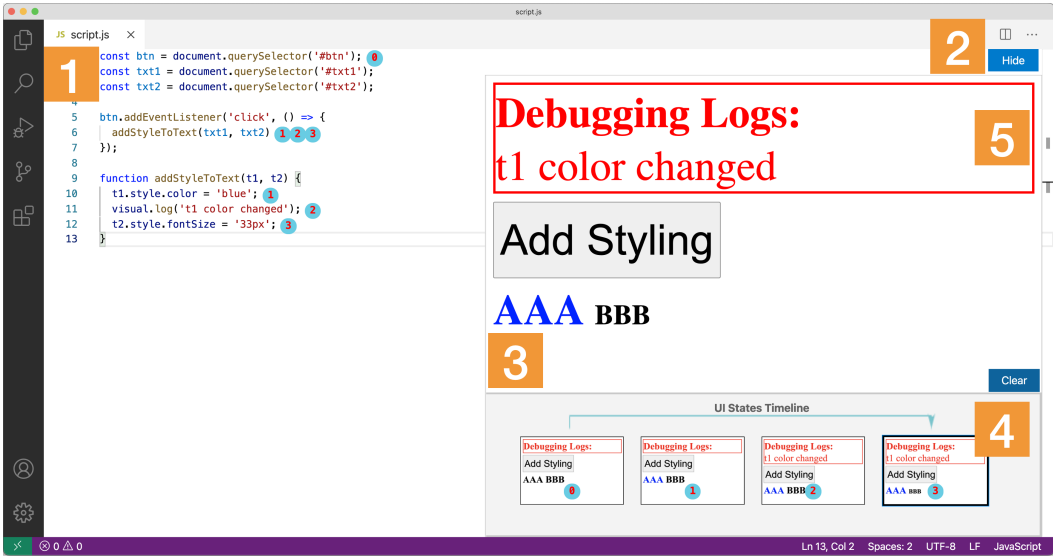 script.js
JS script.js ×
2
Hide
1
const btn = document.querySelector('#btn'); 0
const txt1 = document.querySelector('#txt1');
const txt2 = document.querySelector('#txt2');
4
5 btn.addEventListener('click', () => {
6 addStyleToText(txt1, txt2) 1 2 3
7 });
8
9 function addStyleToText(t1, t2) {
10 t1.style.color = 'blue'; 1
11 visual.log('t1 color changed'); 2
12 t2.style.fontSize = '33px'; 3
13 }
Debugging Logs:
t1 color changed
5
Add Styling
AAA BBB
3
Clear
UI States Timeline
4
Debugging Logs:
Add Styling
AAA BBB
0
Debugging Logs:
Add Styling
AAA BBB
1
Debugging Logs:
t1 color changed
Add Styling
AAA BBB 2
Debugging Logs:
t1 color changed
Add Styling
AAA BBB 3
0 0
Ln 13, Col 2 Spaces: 2 UTF-8 LF JavaScript